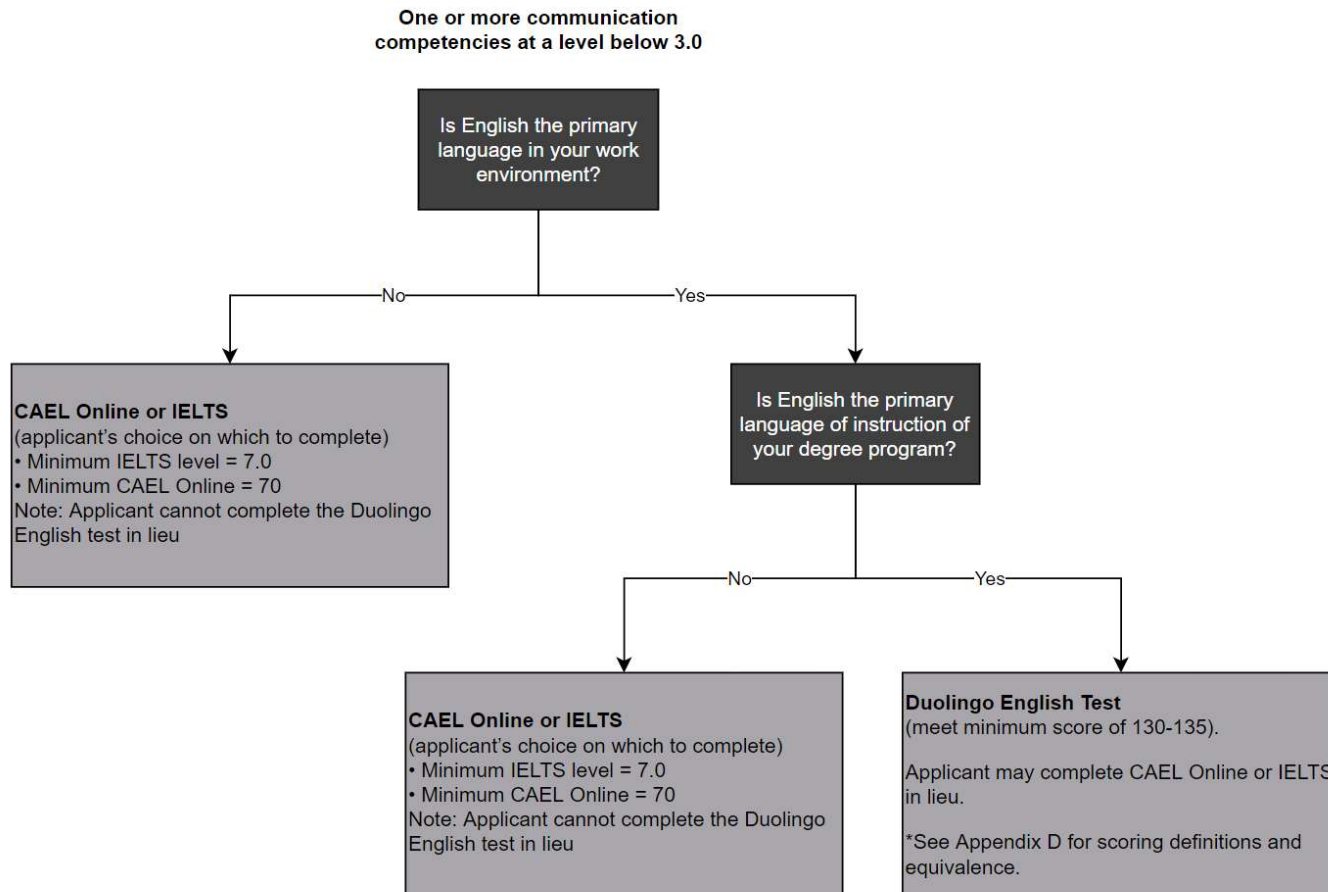 One or more communication
competencies at a level below 3.0
Is English the primary
language in your work
environment?
No
Yes
CAEL Online or IELTS
(applicant's choice on which to complete)
• Minimum IELTS level = 7.0
• Minimum CAEL Online = 70
Note: Applicant cannot complete the Duolingo
English test in lieu
Is English the primary
language of instruction of
your degree program?
No
Yes
CAEL Online or IELTS
(applicant's choice on which to complete)
• Minimum IELTS level = 7.0
• Minimum CAEL Online = 70
Note: Applicant cannot complete the Duolingo
English test in lieu
Duolingo English Test
(meet minimum score of 130-135).
Applicant may complete CAEL Online or IELTS
in lieu.
*See Appendix D for scoring definitions and
equivalence.